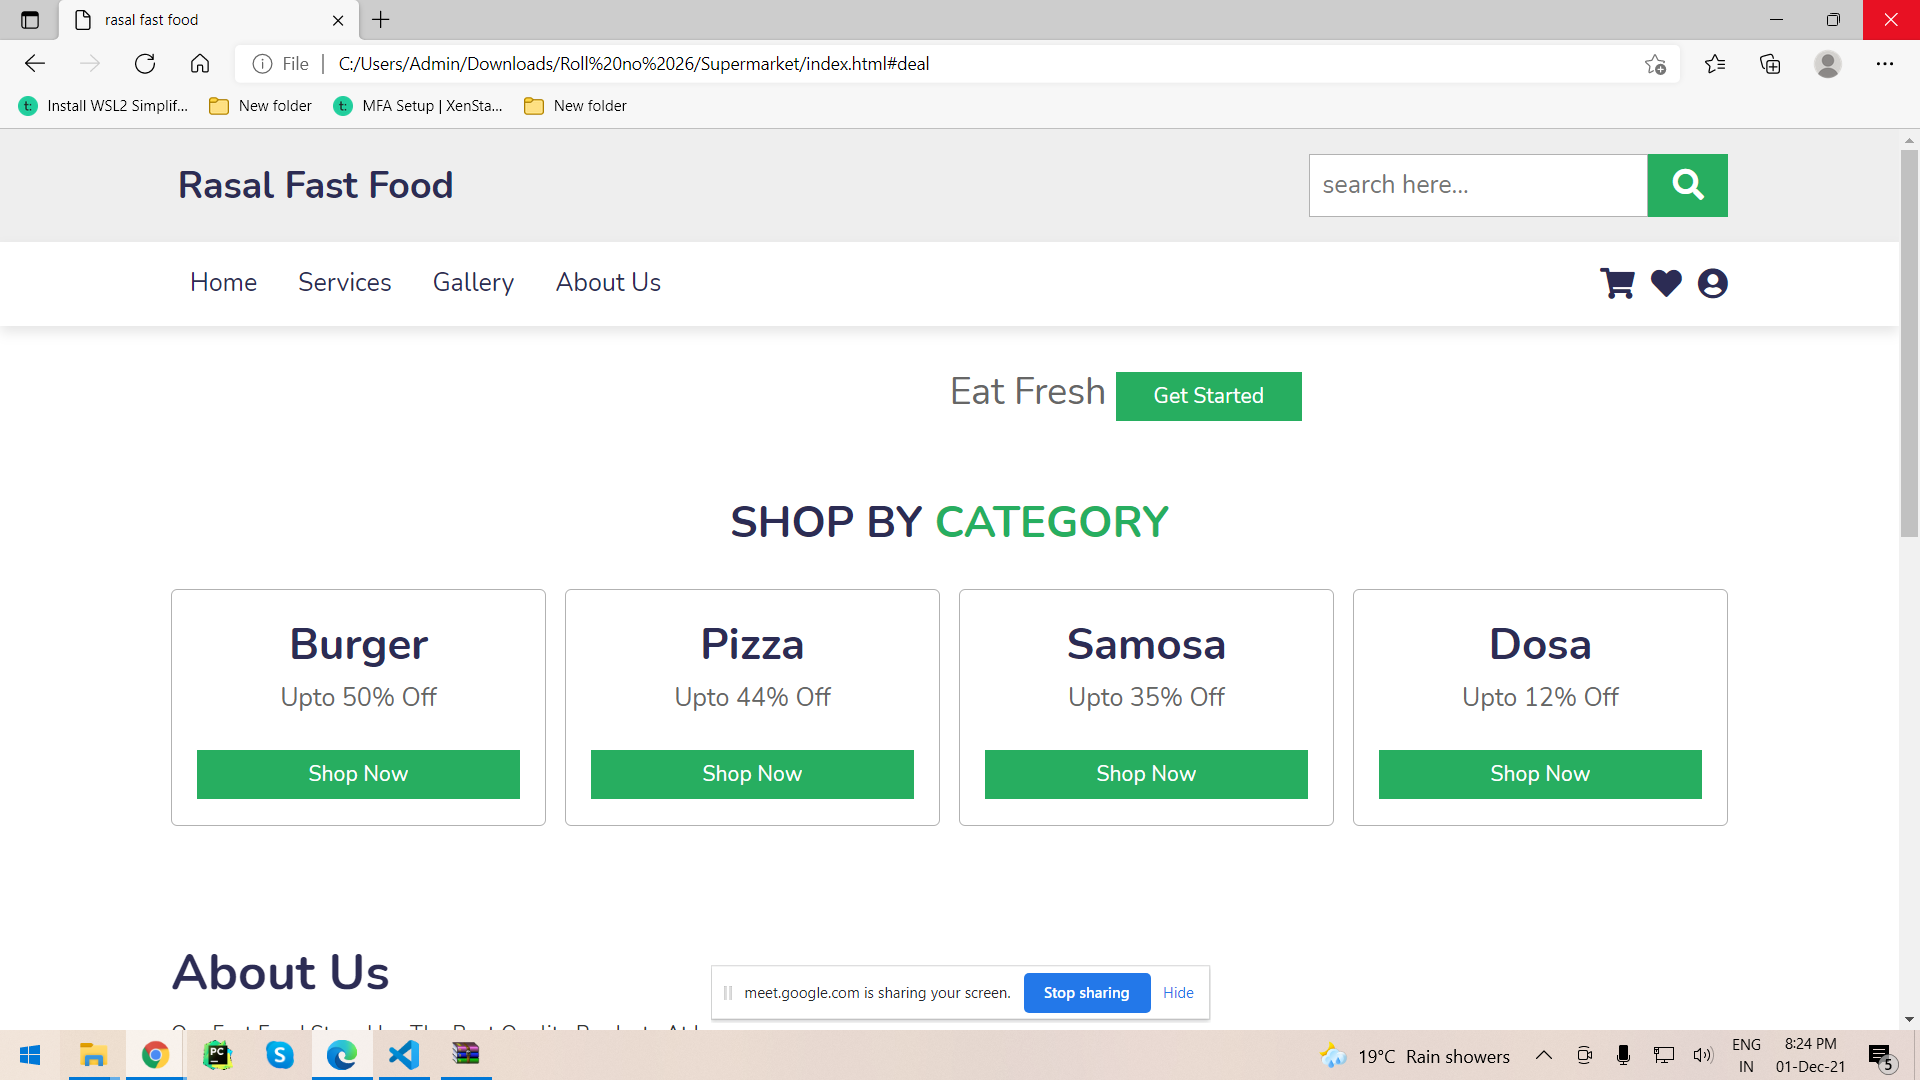 rasal fast food
File
C:/Users/Admin/Downloads/Roll%20no%2026/Supermarket/index.html#deal
Install WSL2 Simplif...
New folder
MFA Setup | XenSta...
New folder
Rasal Fast Food
search here...
Home
Services
Gallery
About Us
Eat Fresh
Get Started
SHOP BY CATEGORY
Burger
Upto 50% Off
Shop Now
Pizza
Upto 44% Off
Shop Now
Samosa
Upto 35% Off
Shop Now
Dosa
Upto 12% Off
Shop Now
About Us
meet.google.com is sharing your screen.
Stop sharing
Hide
19°C Rain showers
ENG
IN
8:24 PM
01-Dec-21
5